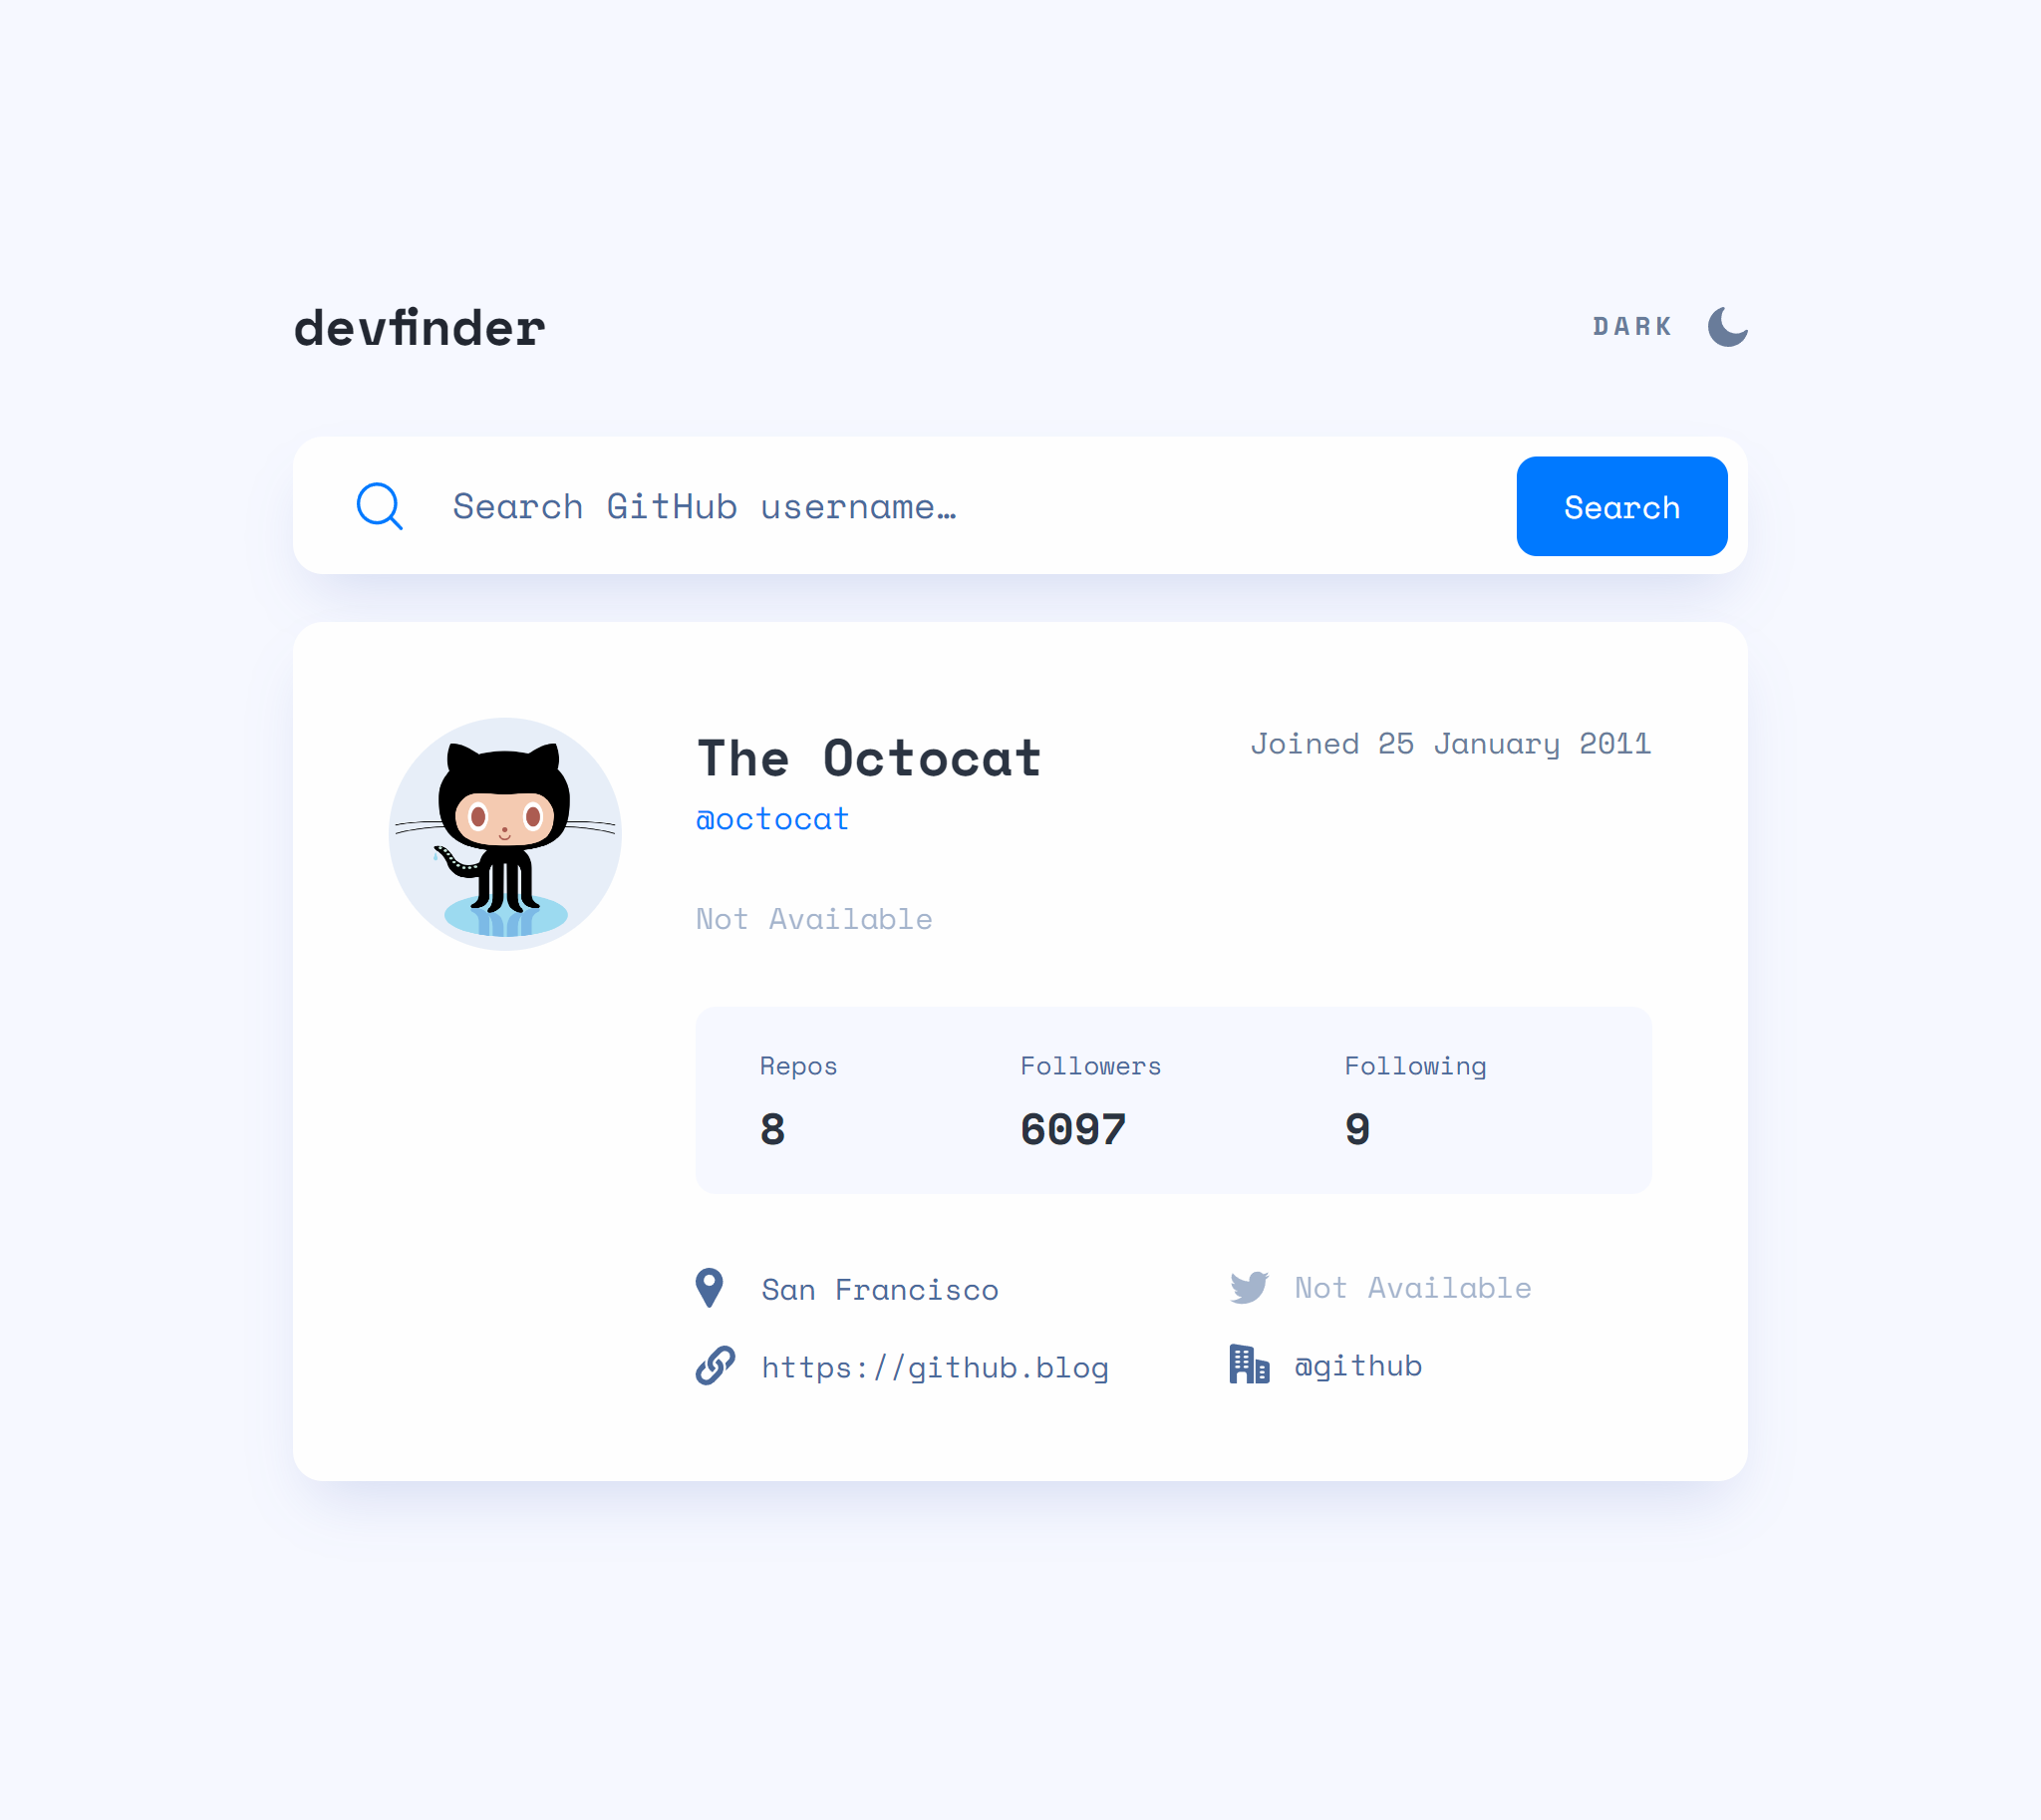 devfinder
DARK
Search GitHub username…
Search
The Octocat
Joined 25 January 2011
@octocat
Not Available
Repos
Followers
Following
8
6097
9
San Francisco
Not Available
https://github.blog
@github